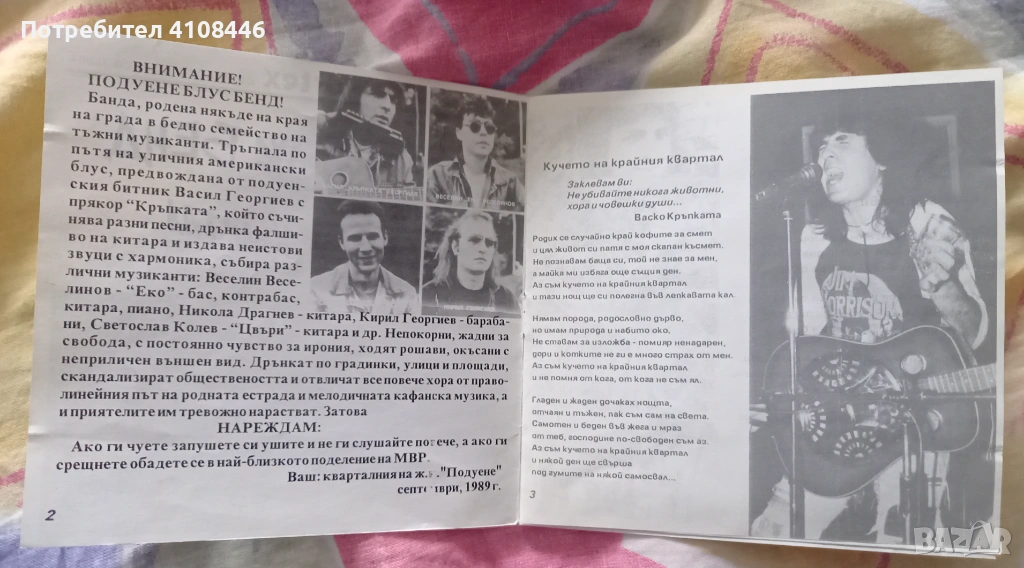 Потребител 4108446
ВНИМАНИЕ!
ПОДУЕНЕ БЛУС БЕНД!
Банда, родена някъде на края
на града в бедно семейство на
тъжни музиканти. Тръгнала по
пътя на уличния американски
блус, предвождана от подуен-
ския битник Васил Георгиев с
прякор "Кръпката", който съчи-
нява разни песни, дрънка фалши-
во на китара и издава неистови
звуци с хармоника, събира раз-
лични музиканти: Веселин Весе-
линов - "Еко" - бас, контрабас,
китара, пиано, Никола Драгнев - китара, Кирил Георгиев - бараба-
ни, Светослав Колев - "Цвъри" - китара и др. Непокорни, жадни за
свобода, с постоянно чувство за ирония, ходят рошави, окъсани с
неприличен външен вид. Дрънкат по градинки, улици и площади,
скандализират обществеността и отвличат все повече хора от право-
линейния път на родната естрада и мелодичната кафанска музика, а
и приятелите им тревожно нарастват. Затова
НАРЕЖДАМ:
Ако ги чуете запушете си ушите и не ги слушайте повече, а ако ги
срещнете обадете се в най-близкото поделение на МВР.
Ваш: кварталния на ж.к. "Подуене"
септември, 1989 г.
2
Кучето на крайния квартал
Заклевам ви:
Не убивайте никога животни,
хора и човешки души...
Васко Кръпката
Родих се случайно край кофите за смет
и цял живот си патя с моя скапан късмет.
Не познавам баща си, той не знае за мен,
а майка ми избяга още същия ден.
Аз съм кучето на крайния квартал
и тази нощ ще си полегна във лепкавата кал.
Нямам порода, родословно дърво,
но имам природа и набито око.
Не ставам за изложба - помияр ненагарен,
дори и котките не ги е много страх от мен.
Аз съм кучето на крайния квартал
и не помня от кога, от кога не съм ял.
Гладен и жаден дочаках нощта,
отчаян и тъжен, пак съм сам на света.
Самотен и беден във жега и мраз
от теб, господине по-свободен съм аз.
Аз съм кучето на крайния квартал
и някой ден ще свърша
под гумите на някой самосвал...
3
JIM
MORRISON
BAZAR